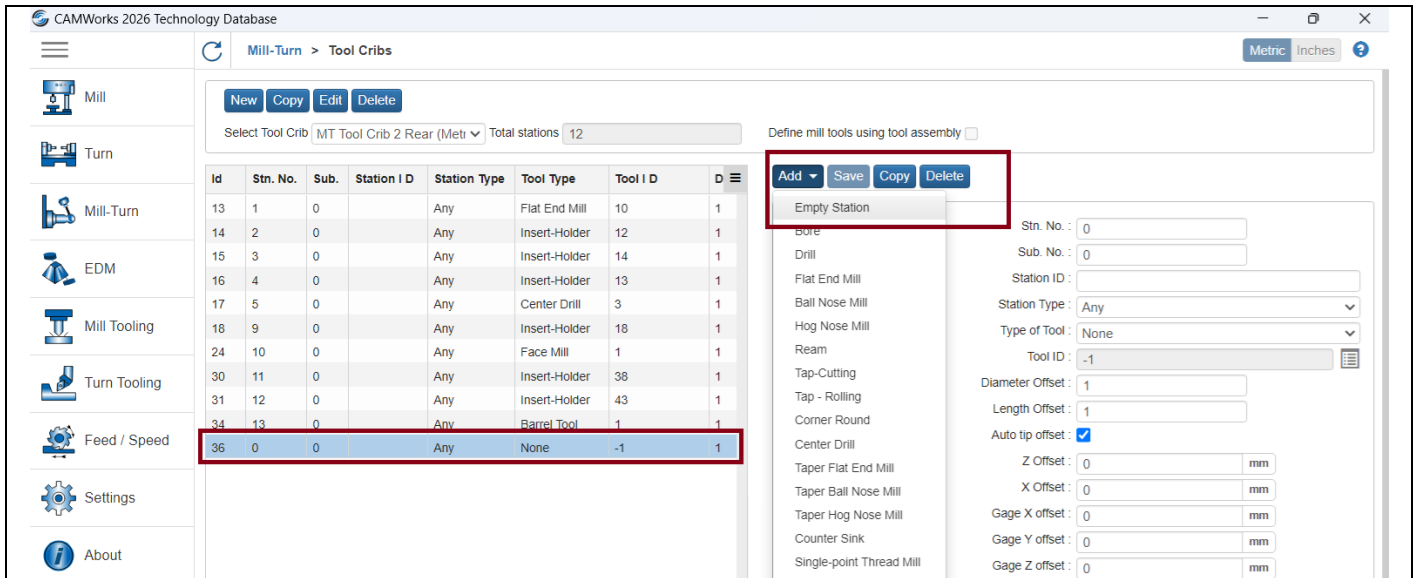 CAMWorks 2026 Technology Database
Mill-Turn > Tool Cribs
Metric Inches
Mill
Turn
Mill-Turn
EDM
Mill Tooling
Turn Tooling
Feed / Speed
Settings
About
New Copy Edit Delete
Select Tool Crib MT Tool Crib 2 Rear (Metr Total stations 12 Define mill tools using tool assembly
Id Stn. No. Sub. Station I D Station Type Tool Type Tool I D D
13 1 0 Any Flat End Mill 10 1
14 2 0 Any Insert-Holder 12 1
15 3 0 Any Insert-Holder 14 1
16 4 0 Any Insert-Holder 13 1
17 5 0 Any Center Drill 3 1
18 9 0 Any Insert-Holder 18 1
24 10 0 Any Face Mill 1 1
30 11 0 Any Insert-Holder 38 1
31 12 0 Any Insert-Holder 43 1
34 13 0 Any Barrel Tool 1 1
36 0 0 Any None -1 1
Add Save Copy Delete
Empty Station
Bore
Drill
Flat End Mill
Ball Nose Mill
Hog Nose Mill
Ream
Tap-Cutting
Tap - Rolling
Corner Round
Center Drill
Taper Flat End Mill
Taper Ball Nose Mill
Taper Hog Nose Mill
Counter Sink
Single-point Thread Mill
Stn. No. : 0
Sub. No. : 0
Station ID :
Station Type : Any
Type of Tool : None
Tool ID : -1
Diameter Offset : 1
Length Offset : 1
Auto tip offset :
Z Offset : 0 mm
X Offset : 0 mm
Gage X offset : 0 mm
Gage Y offset : 0 mm
Gage Z offset : 0 mm